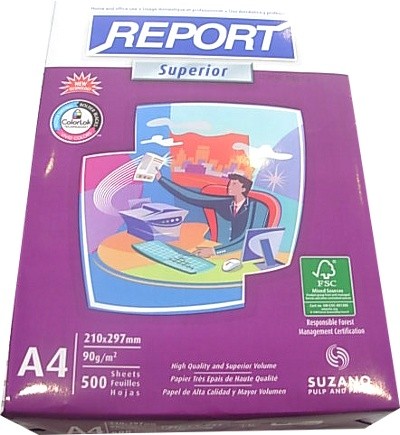 REPORT
Superior
NEW
ColorLok
210x297mm
90g/m²
A4
500 Sheets
Feuilles
Hojas
High Quality and Superior Volume
Papier Très Épais de Haute Qualité
Papel de Alta Calidad y Mayor Volumen
FSC
Mixed Sources
Responsible Forest
Management Certification
SUZANO
PULP AND
A4